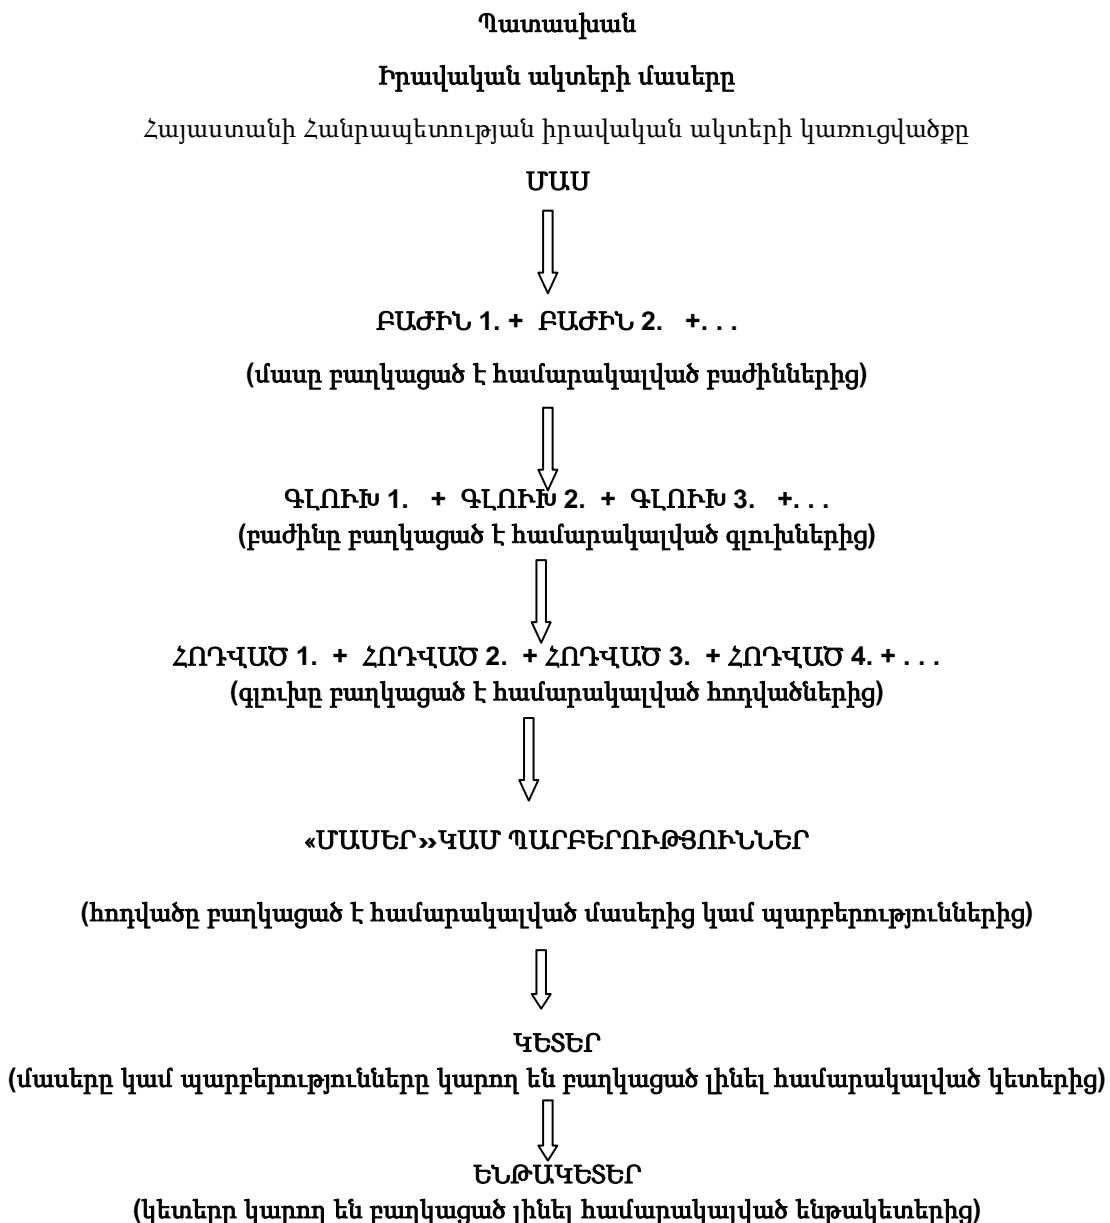 Պատասխան
Իրավական ակտերի մասերը
Հայաստանի Հանրապետության իրավական ակտերի կառուցվածքը
ՄԱՍ
ԲԱԺԻՆ 1. + ԲԱԺԻՆ 2. +. . .
(մասը բաղկացած է համարակալված բաժիններից)
ԳԼՈՒԽ 1. + ԳԼՈՒԽ 2. + ԳԼՈՒԽ 3. +. . .
(բաժինը բաղկացած է համարակալված գլուխներից)
ՀՈԴՎԱԾ 1. + ՀՈԴՎԱԾ 2. + ՀՈԴՎԱԾ 3. + ՀՈԴՎԱԾ 4. + . . .
(գլուխը բաղկացած է համարակալված հոդվածներից)
«ՄԱՍԵՐ» ԿԱՄ ՊԱՐԲԵՐՈՒԹՅՈՒՆՆԵՐ
(հոդվածը բաղկացած է համարակալված մասերից կամ պարբերություններից)
ԿԵՏԵՐ
(մասերը կամ պարբերությունները կարող են բաղկացած լինել համարակալված կետերից)
ԵՆԹԱԿԵՏԵՐ
(կետերը կարող են բաղկացած լինել համարակալված ենթակետերից)